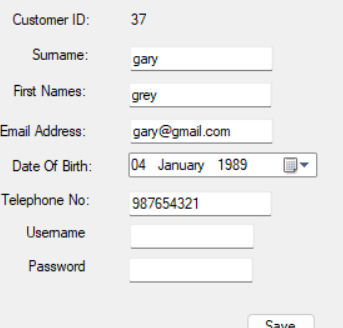 Customer ID: 37
Surname: gary
First Names: grey
Email Address: gary@gmail.com
Date Of Birth: 04 January 1989
Telephone No: 987654321
Username
Password
Save